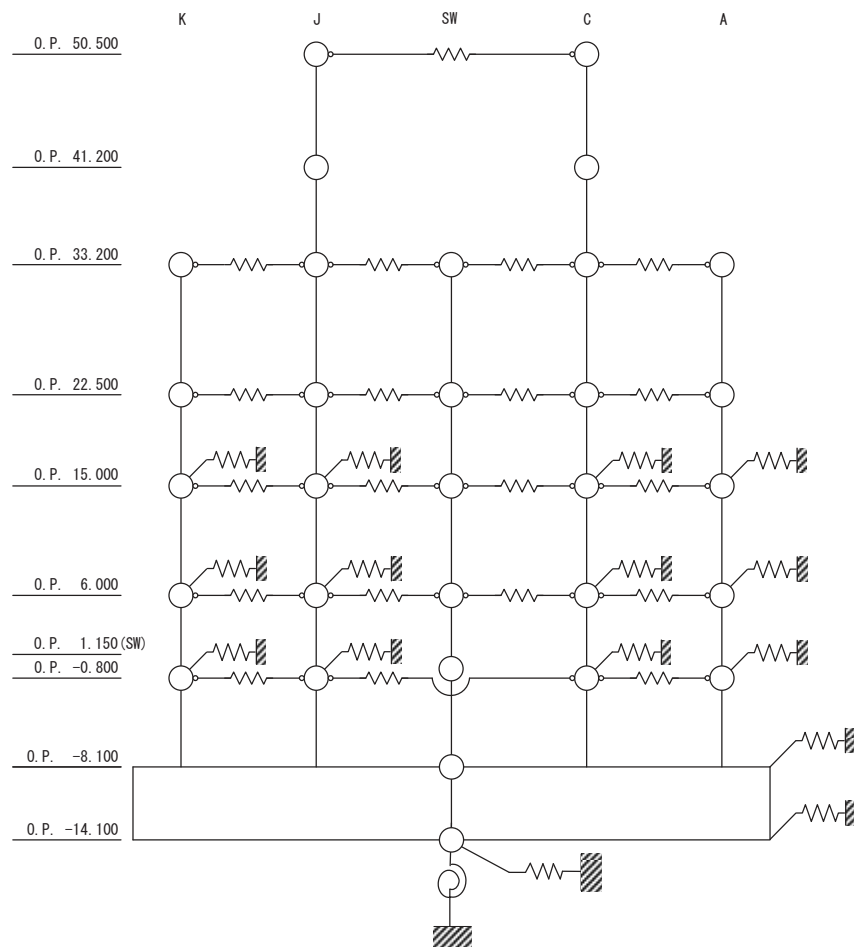 K J SW C A
O.P. 50.500
O.P. 41.200
O.P. 33.200
O.P. 22.500
O.P. 15.000
O.P. 6.000
O.P. 1.150(SW)
O.P. -0.800
O.P. -8.100
O.P. -14.100